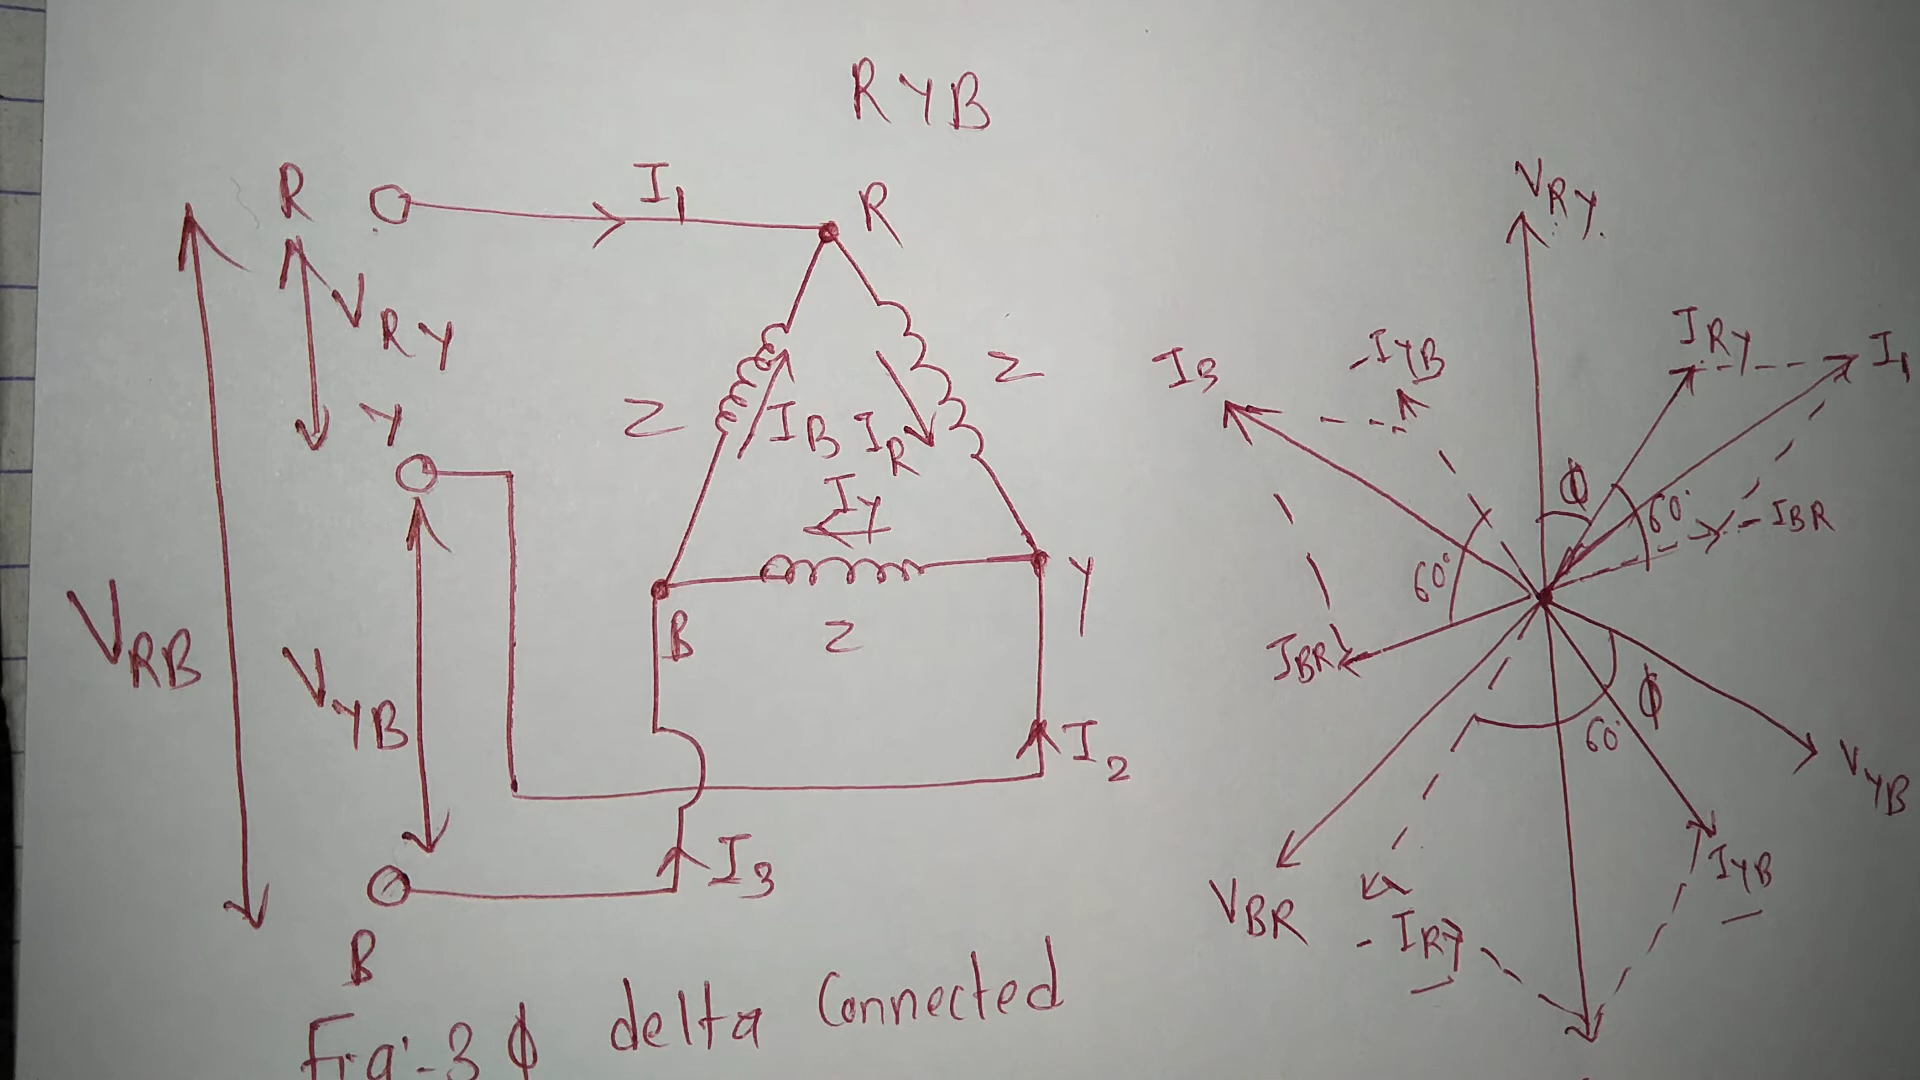 RYB
R
I1
R
VRY
Y
Z
Z
IB
IR
IY
VRB
VYB
B
Z
Y
I2
I3
B
Fig:-3 ϕ delta Connected
VRY
IRY
I1
-IYB
IB
ϕ
60°
-IBR
60°
IBR
ϕ
60°
VYB
IYB
VBR
-IRY